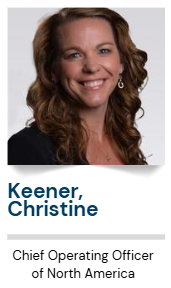 Keener,
Christine
Chief Operating Officer
of North America